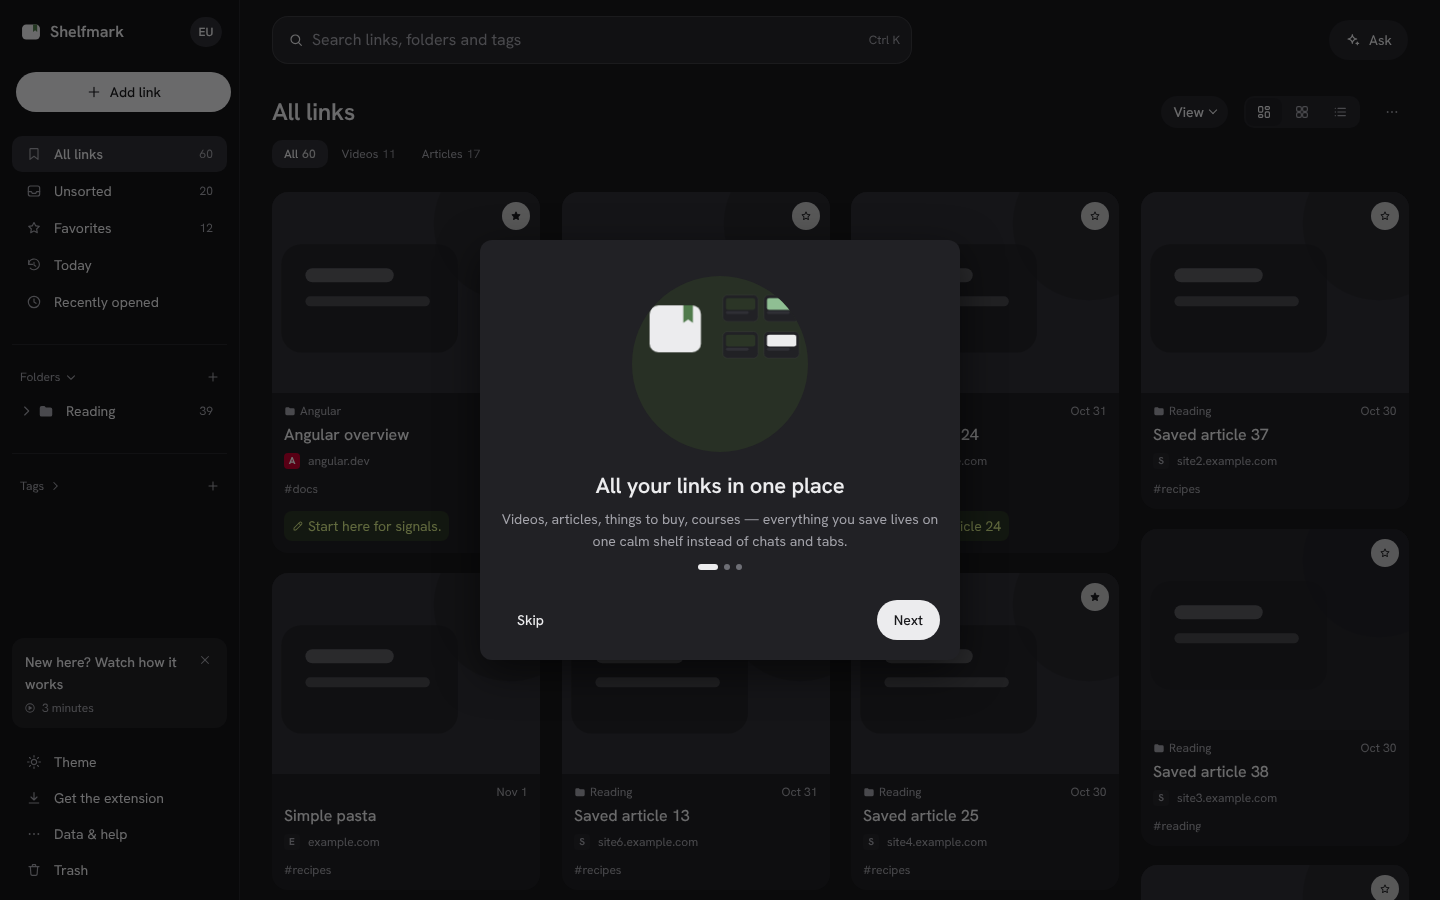 Shelfmark
EU
Add link
All links 60
Unsorted 20
Favorites 12
Today
Recently opened
Folders
Reading 39
Tags
New here? Watch how it
works
3 minutes
Theme
Get the extension
Data & help
Trash
Search links, folders and tags
Ctrl K
Ask
All links
View
All 60
Videos 11
Articles 17
Angular
Angular overview
A angular.dev
#docs
Start here for signals.
Oct 31
24
.com
icle 24
Reading Oct 30
Saved article 37
S site2.example.com
#recipes
All your links in one place
Videos, articles, things to buy, courses — everything you save lives on
one calm shelf instead of chats and tabs.
Skip
Next
Nov 1
Simple pasta
E example.com
#recipes
Reading Oct 31
Saved article 13
S site6.example.com
#recipes
Reading Oct 30
Saved article 25
S site4.example.com
#recipes
Reading Oct 30
Saved article 38
S site3.example.com
#reading